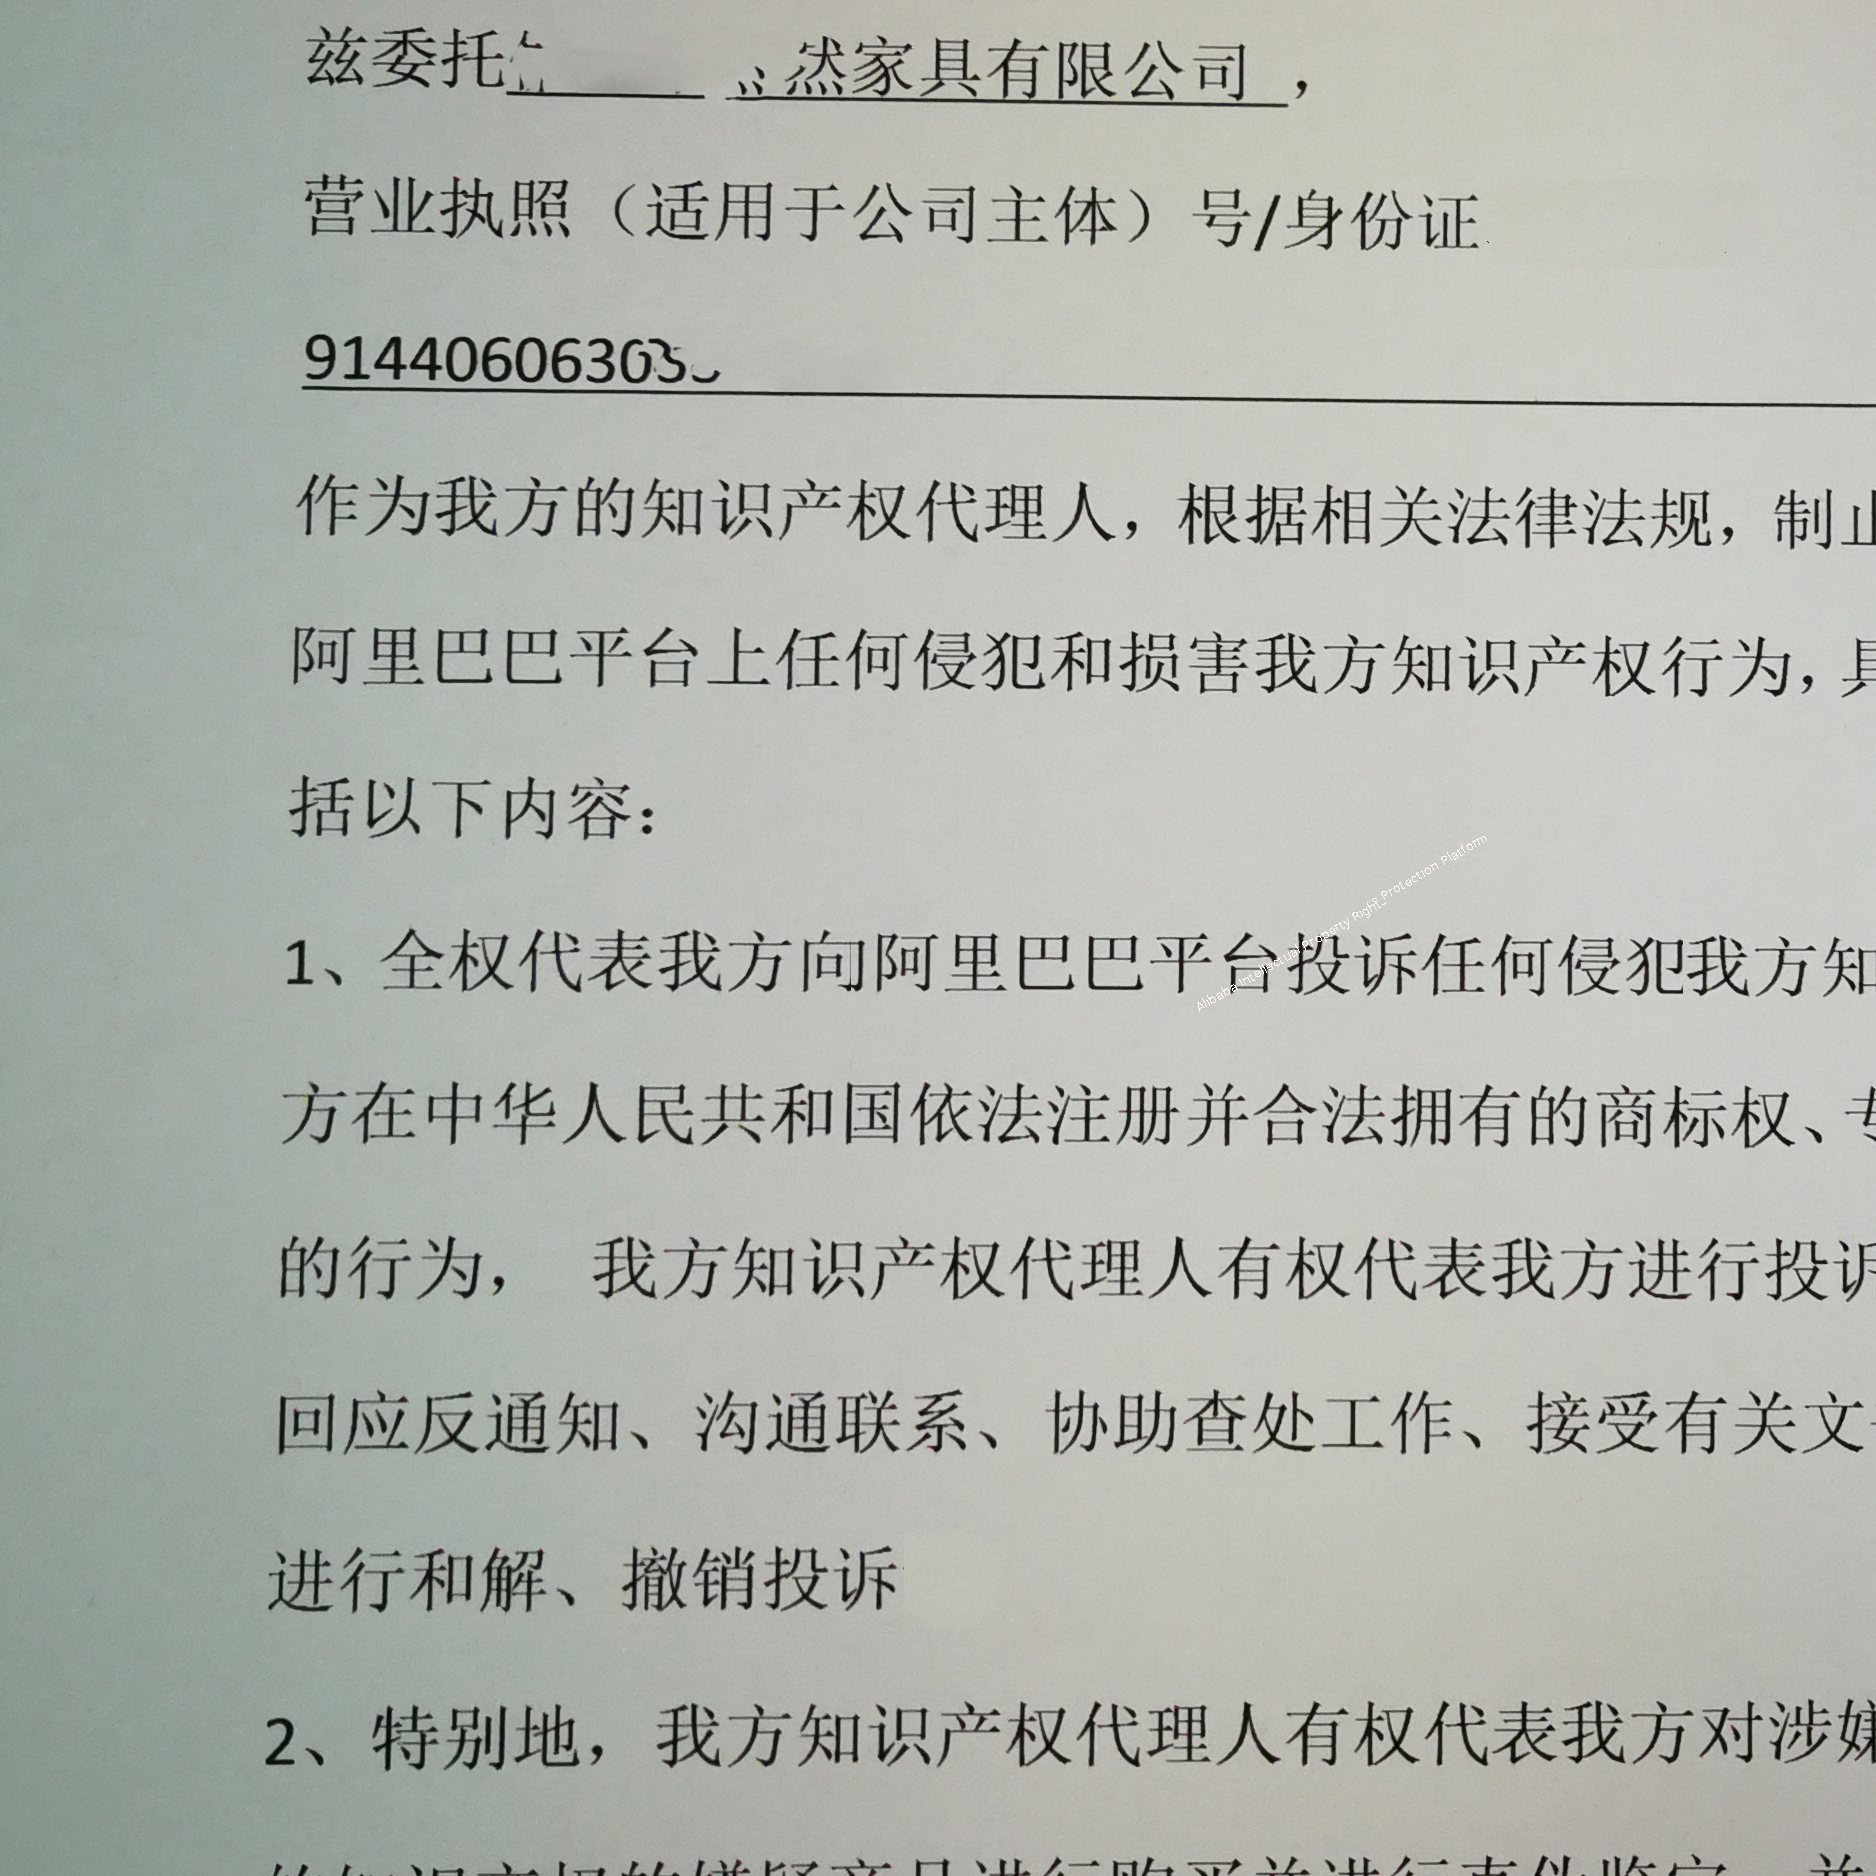 兹委托 然家具有限公司 ，
营业执照（适用于公司主体）号/身份证
91440606303
作为我方的知识产权代理人，根据相关法律法规，制止
阿里巴巴平台上任何侵犯和损害我方知识产权行为，具
括以下内容：
1、全权代表我方向阿里巴巴平台投诉任何侵犯我方知
Alibaba Intellectual Property Rights Protection Platform
方在中华人民共和国依法注册并合法拥有的商标权、专
的行为， 我方知识产权代理人有权代表我方进行投诉
回应反通知、沟通联系、协助查处工作、接受有关文
进行和解、撤销投诉
2、特别地，我方知识产权代理人有权代表我方对涉嫌